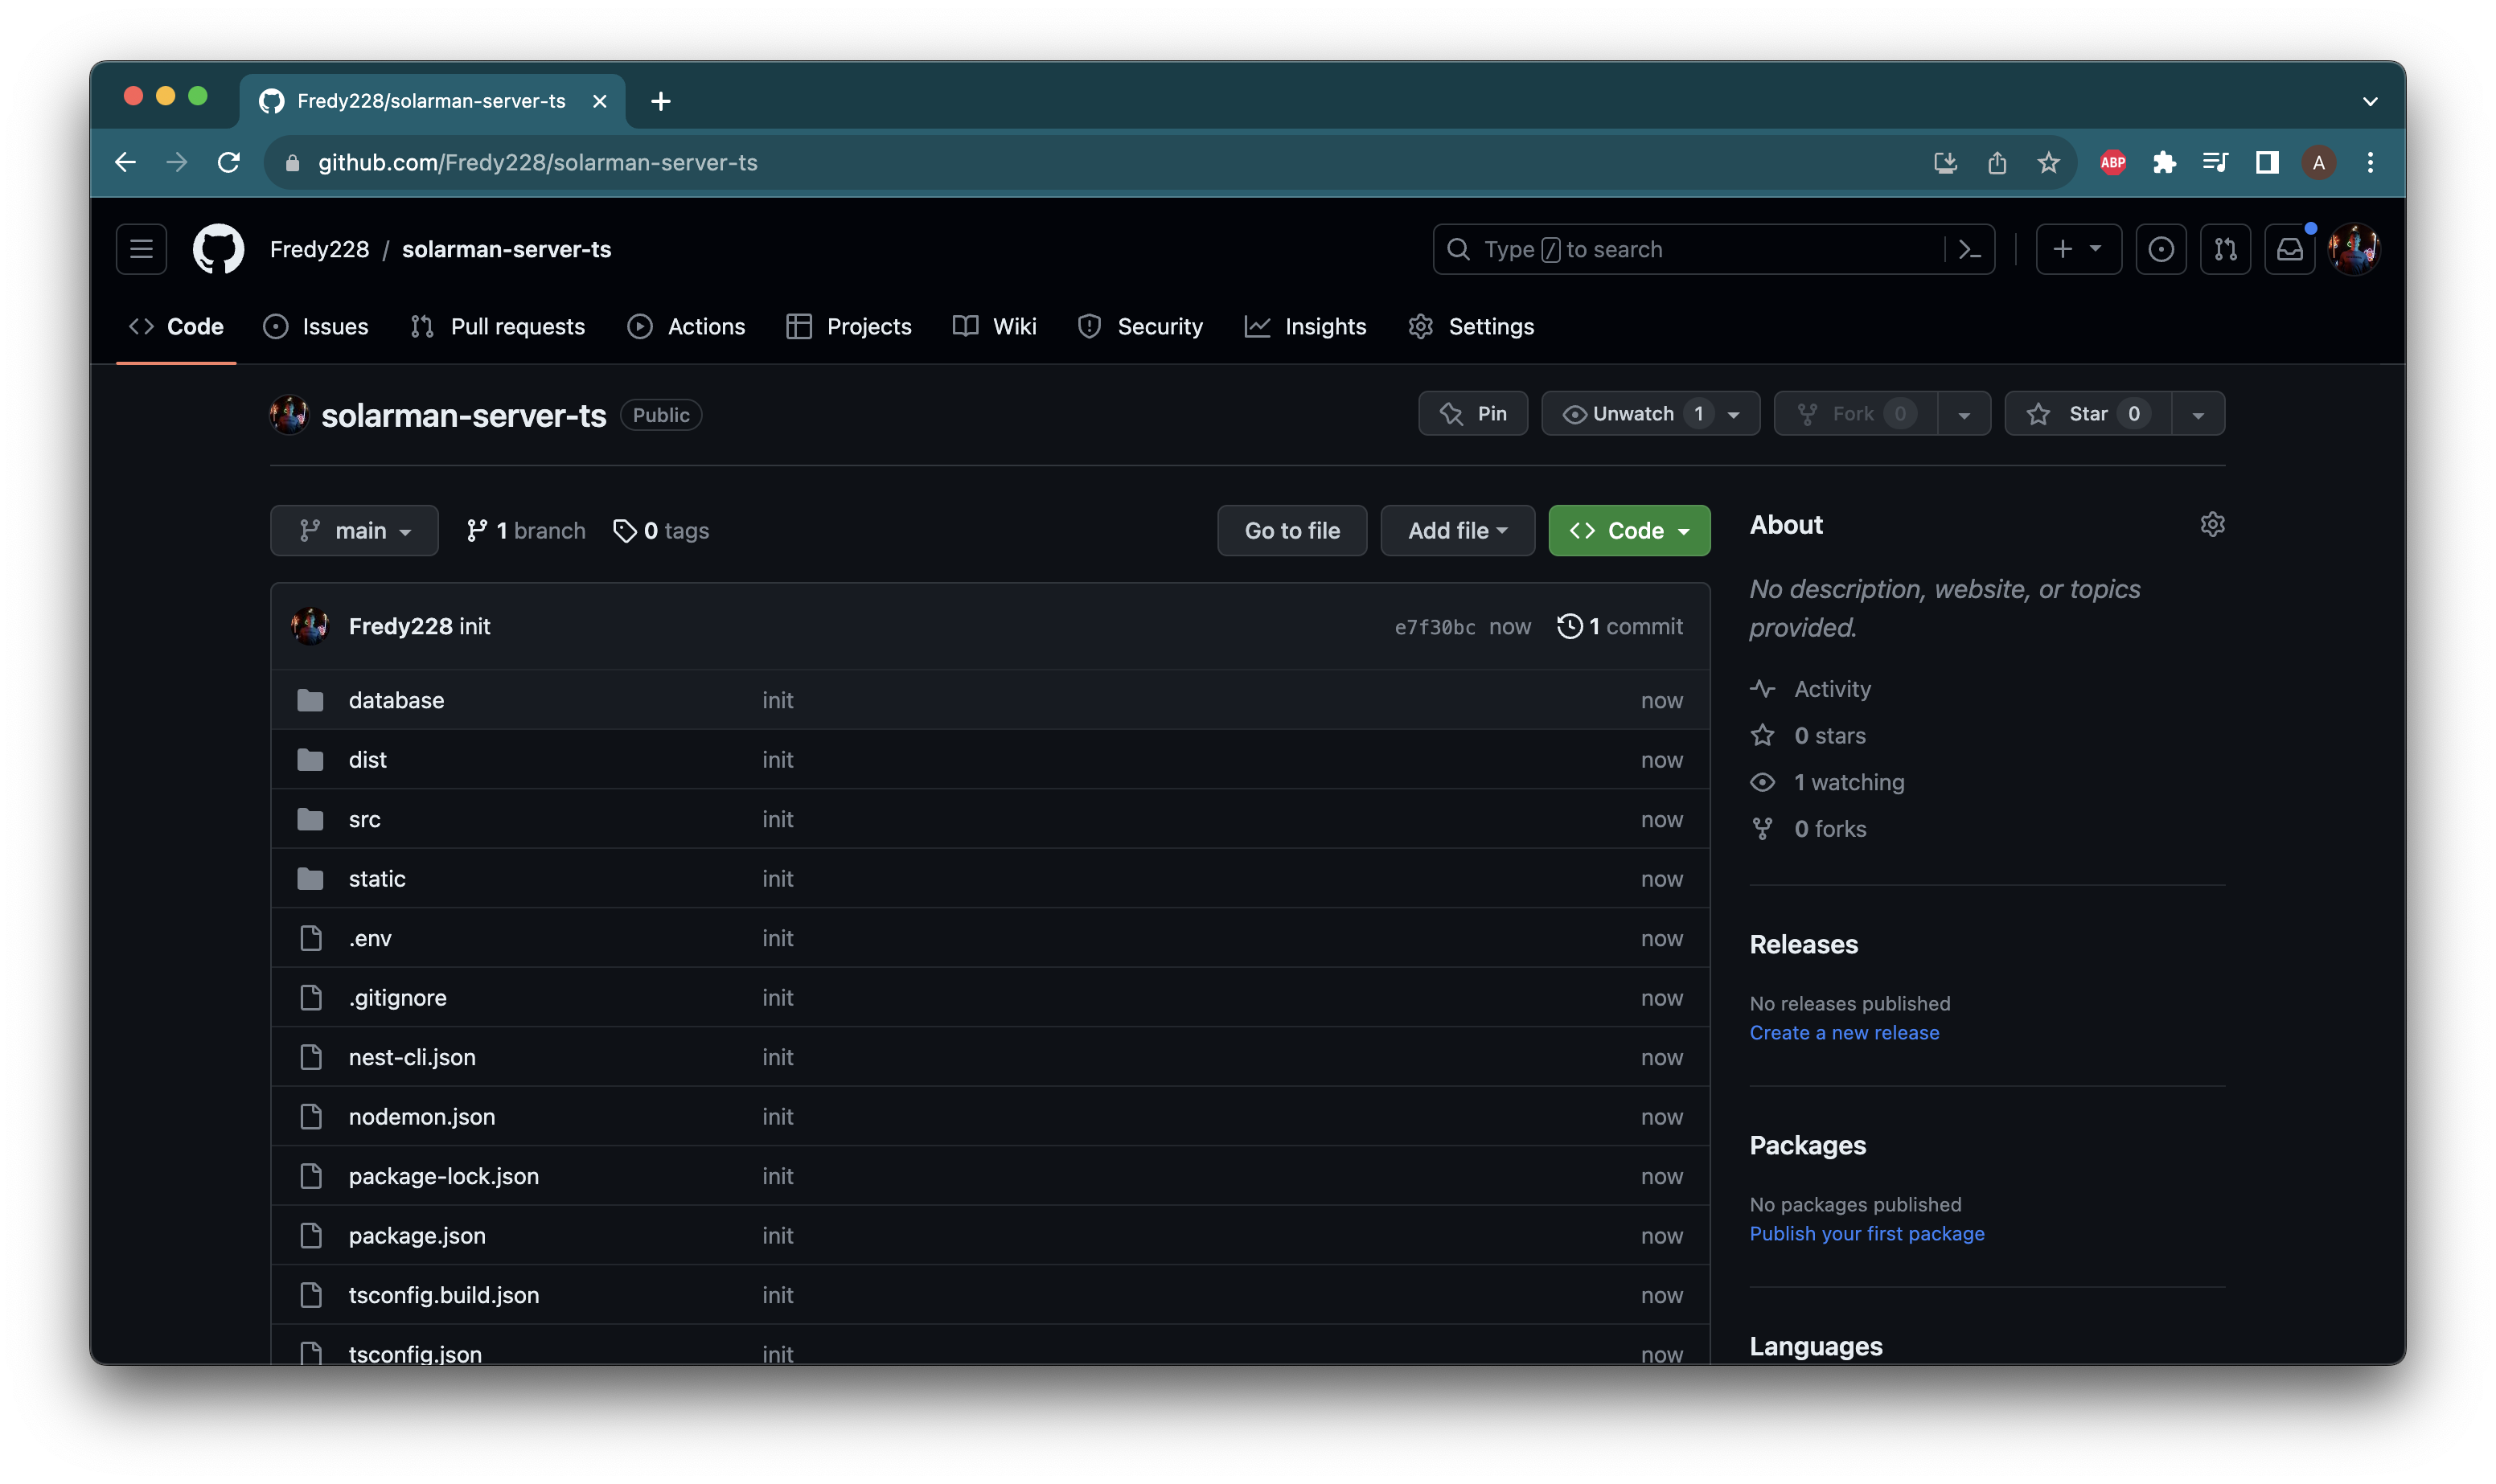 Fredy228/solarman-server-ts
github.com/Fredy228/solarman-server-ts
ABP
A
Fredy228 / solarman-server-ts
Type / to search
Code Issues Pull requests Actions Projects Wiki Security Insights Settings
solarman-server-ts Public
Pin Unwatch 1 Fork 0 Star 0
main 1 branch 0 tags Go to file Add file Code
Fredy228 init e7f30bc now 1 commit
database init now
dist init now
src init now
static init now
.env init now
.gitignore init now
nest-cli.json init now
nodemon.json init now
package-lock.json init now
package.json init now
tsconfig.build.json init now
tsconfig.json init now
About
No description, website, or topics
provided.
Activity
0 stars
1 watching
0 forks
Releases
No releases published
Create a new release
Packages
No packages published
Publish your first package
Languages